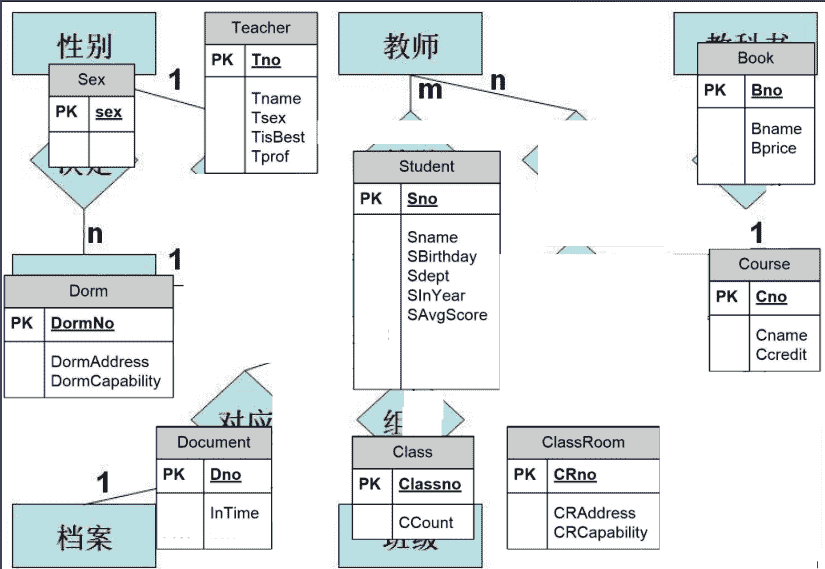 性别
Teacher
教师
Book
Sex
PK Tno
PK Bno
PK sex
1
m
n
Tname
Tsex
TisBest
Tprof
Bname
Bprice
Student
PK Sno
Sname
SBirthday
Sdept
SInYear
SAvgScore
n
1
1
Dorm
PK DormNo
DormAddress
DormCapability
Course
PK Cno
Cname
Ccredit
对应
组
Document
PK Dno
InTime
Class
PK Classno
CCount
ClassRoom
PK CRno
CRAddress
CRCapability
1
档案
班级